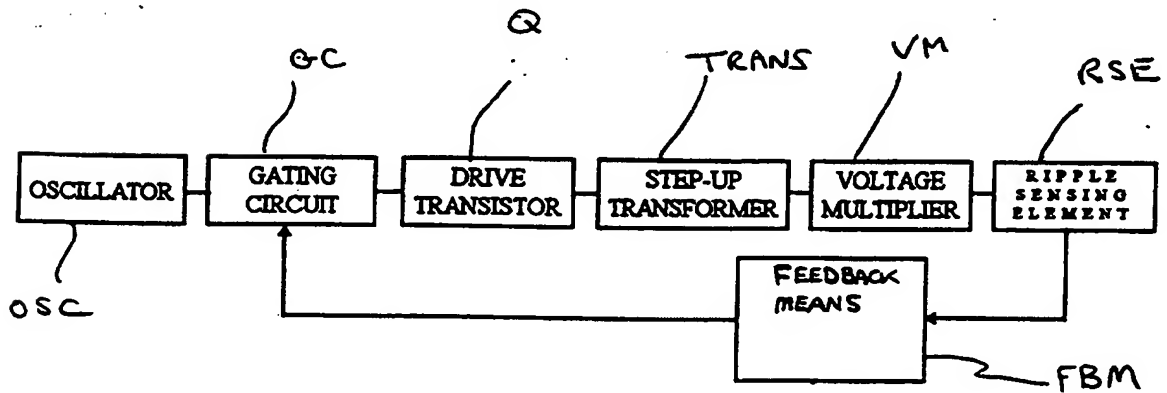 Q
GC
TRANS
VM
RSE
OSCILLATOR
GATING
CIRCUIT
DRIVE
TRANSISTOR
STEP-UP
TRANSFORMER
VOLTAGE
MULTIPLIER
RIPPLE
SENSING
ELEMENT
FEEDBACK
MEANS
OSC
FBM